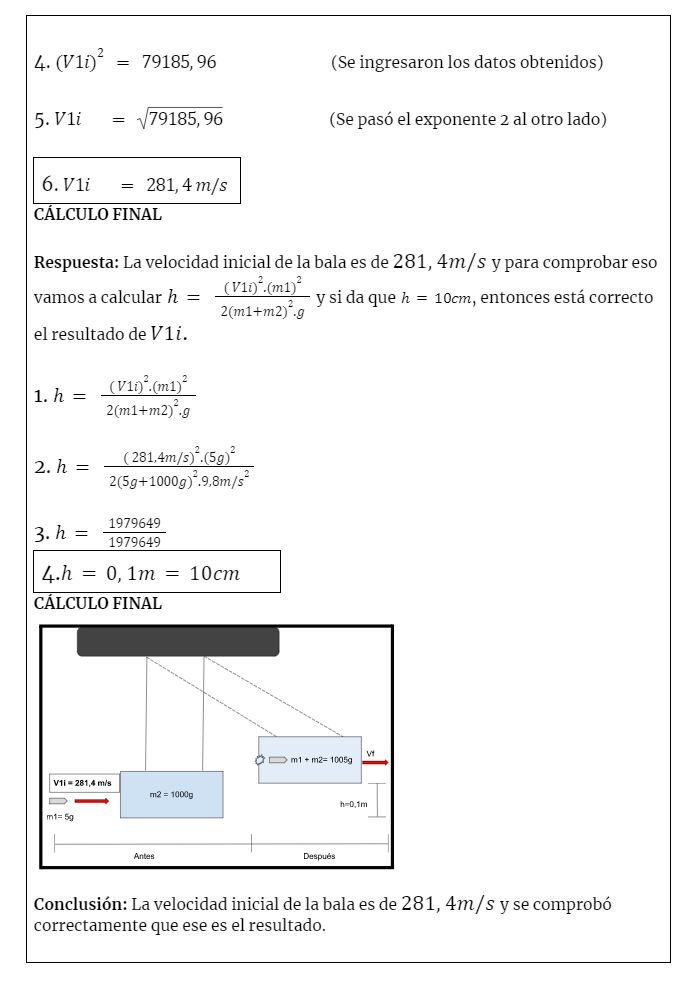 4. (V1i)² = 79185, 96 (Se ingresaron los datos obtenidos)
5. V1i = √79185, 96 (Se pasó el exponente 2 al otro lado)
6. V1i = 281, 4 m/s
CÁLCULO FINAL
Respuesta: La velocidad inicial de la bala es de 281, 4m/s y para comprobar eso
vamos a calcular h = (V1i)².(m1)² / 2(m1+m2)².g y si da que h = 10cm, entonces está correcto
el resultado de V1i.
1. h = (V1i)².(m1)² / 2(m1+m2)².g
2. h = (281,4m/s)².(5g)² / 2(5g+1000g)².9,8m/s²
3. h = 1979649 / 1979649
4.h = 0, 1m = 10cm
CÁLCULO FINAL
V1i = 281,4 m/s
m1= 5g
m2 = 1000g
m1 + m2= 1005g
Vf
h=0,1m
Antes
Después
Conclusión: La velocidad inicial de la bala es de 281, 4m/s y se comprobó
correctamente que ese es el resultado.